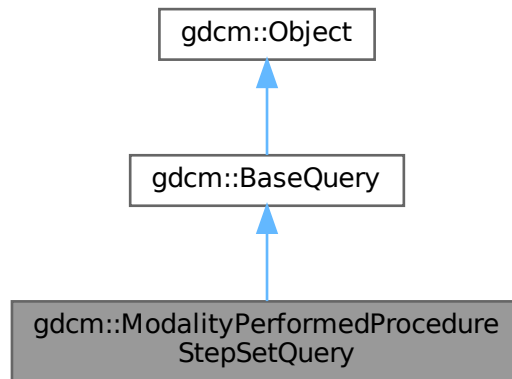 gdcm::Object
gdcm::BaseQuery
gdcm::ModalityPerformedProcedure
StepSetQuery